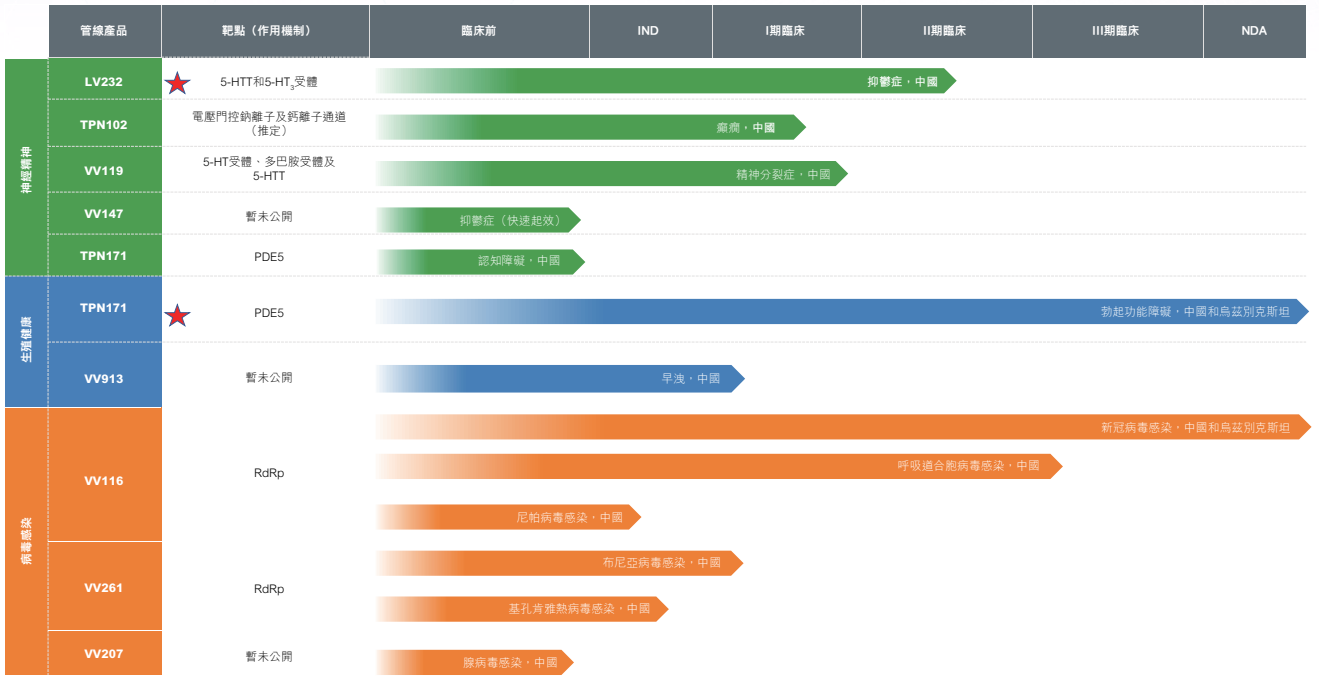 管線產品
靶點（作用機制）
臨床前
IND
I期臨床
II期臨床
III期臨床
NDA
神經精神
LV232
5-HTT和5-HT3受體
抑鬱症，中國
TPN102
電壓門控鈉離子及鈣離子通道
（推定）
癲癇，中國
VV119
5-HT受體、多巴胺受體及
5-HTT
精神分裂症，中國
VV147
暫未公開
抑鬱症（快速起效）
TPN171
PDE5
認知障礙，中國
生殖健康
TPN171
PDE5
勃起功能障礙，中國和烏茲別克斯坦
VV913
暫未公開
早洩，中國
病毒感染
VV116
RdRp
新冠病毒感染，中國和烏茲別克斯坦
呼吸道合胞病毒感染，中國
尼帕病毒感染，中國
VV261
RdRp
布尼亞病毒感染，中國
基孔肯雅熱病毒感染，中國
VV207
暫未公開
腺病毒感染，中國